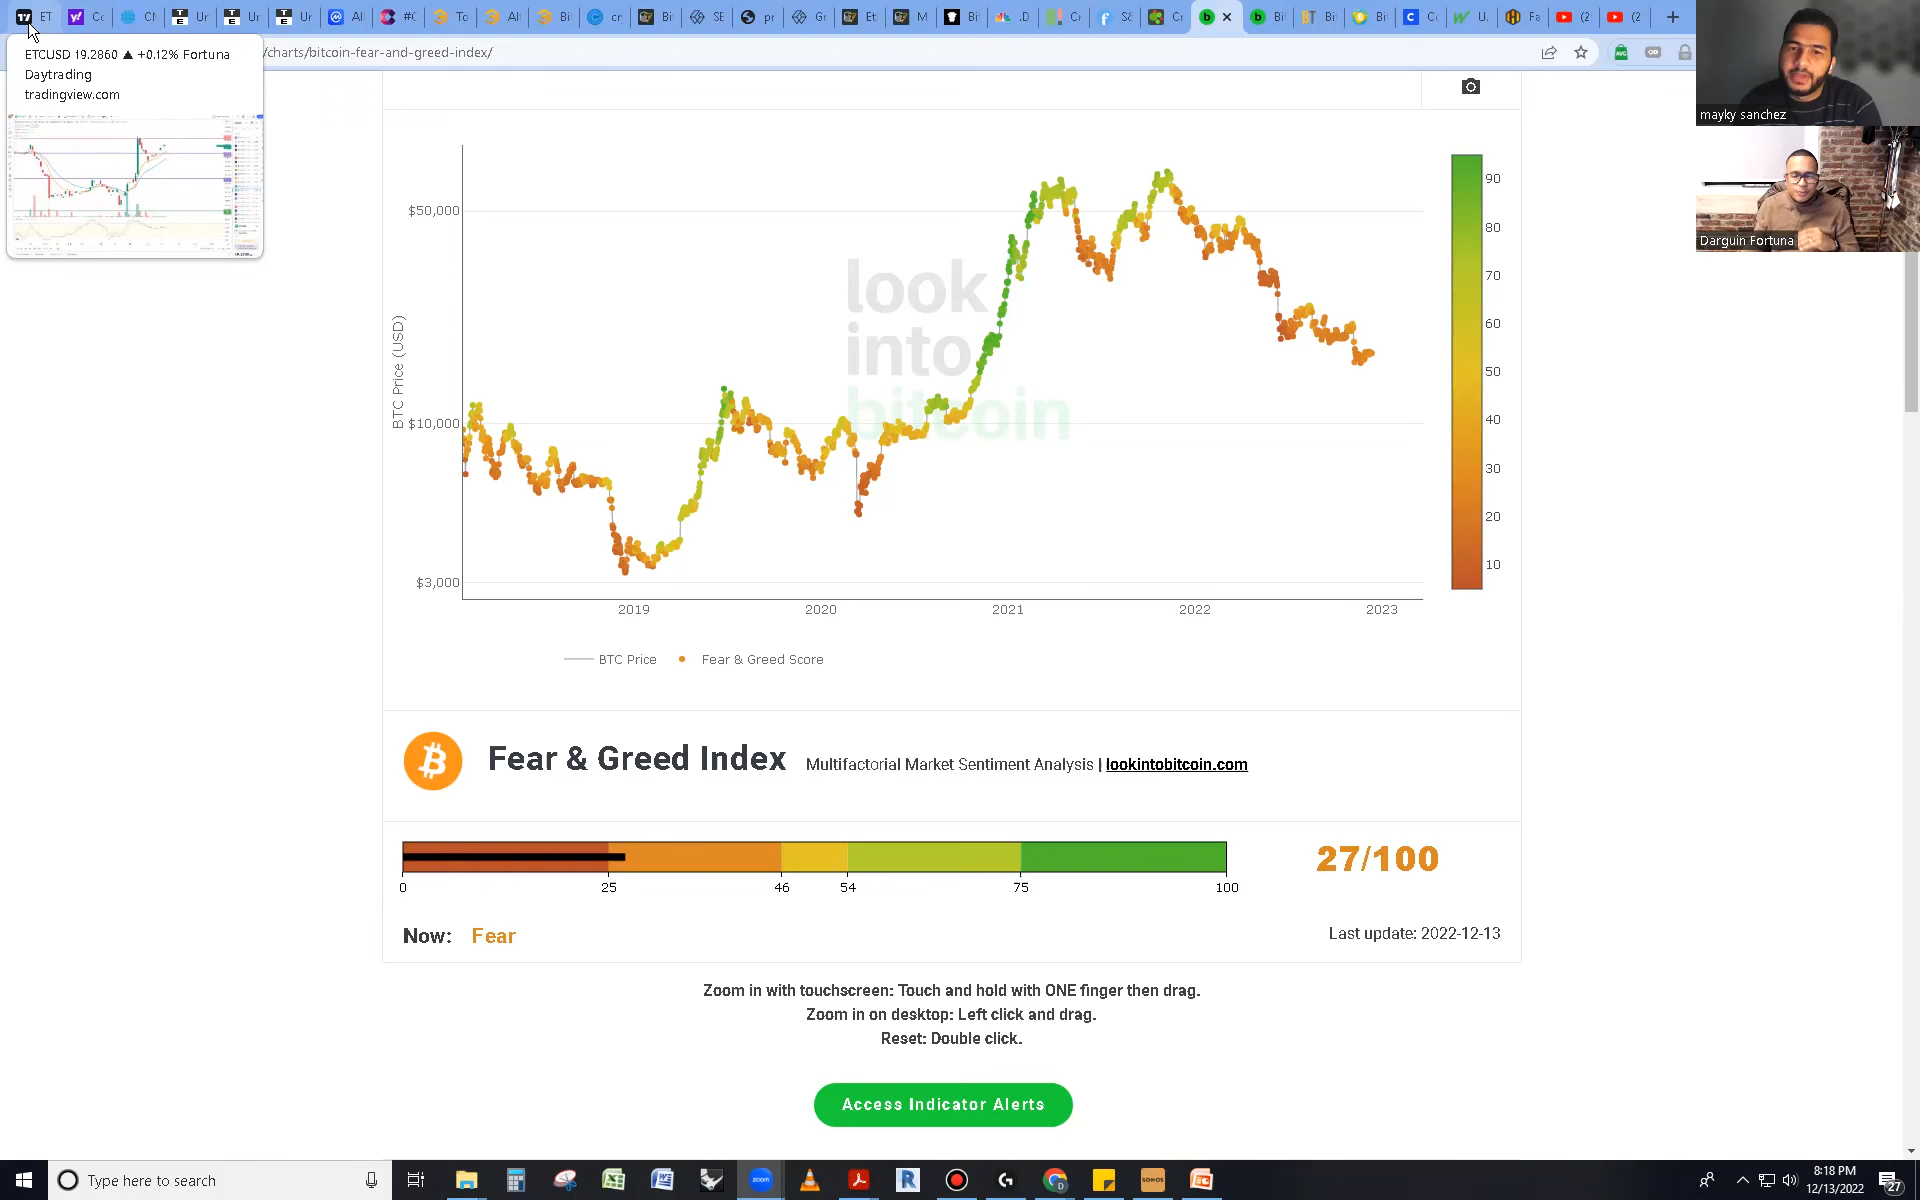 ET
ETCUSD 19.2860 ▲ +0.12% Fortuna
Daytrading
tradingview.com
/charts/bitcoin-fear-and-greed-index/
mayky sanchez
Darguin Fortuna
look
into
bitcoin
BTC Price (USD)
$50,000
$10,000
$3,000
2019 2020 2021 2022 2023
90
80
70
60
50
40
30
20
10
BTC Price Fear & Greed Score
Fear & Greed Index Multifactorial Market Sentiment Analysis | lookintobitcoin.com
27/100
0 25 46 54 75 100
Now: Fear
Last update: 2022-12-13
Zoom in with touchscreen: Touch and hold with ONE finger then drag.
Zoom in on desktop: Left click and drag.
Reset: Double click.
Access Indicator Alerts
Type here to search
zoom
SONOS
8:18 PM
12/13/2022
27